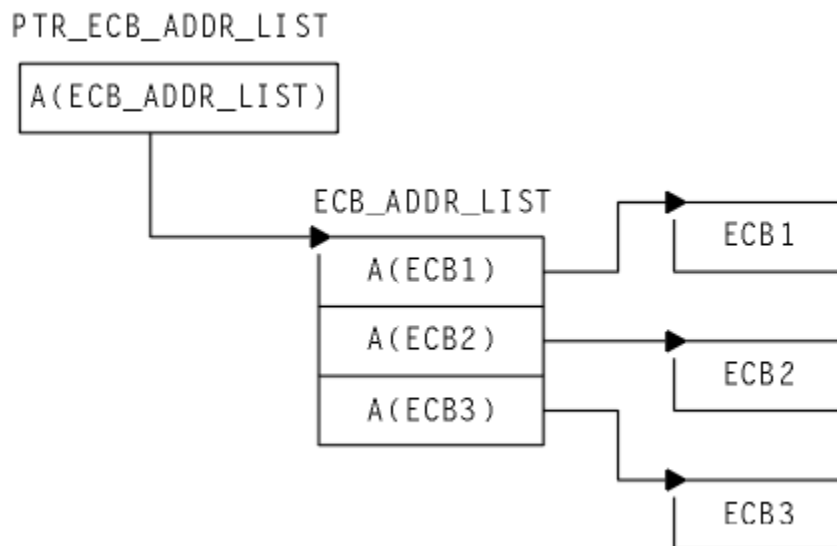 PTR_ECB_ADDR_LIST
A(ECB_ADDR_LIST)
ECB_ADDR_LIST
A(ECB1)
A(ECB2)
A(ECB3)
ECB1
ECB2
ECB3